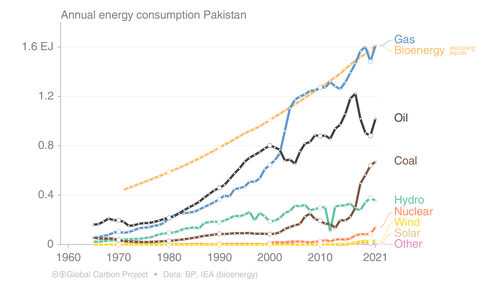 Annual energy consumption Pakistan
1.6 EJ
1.2
0.8
0.4
0
1960
1970
1980
1990
2000
2010
2021
Gas
Bioenergy excluding liquids
Oil
Coal
Hydro
Nuclear
Wind
Solar
Other
Global Carbon Project • Data: BP, IEA (bioenergy)